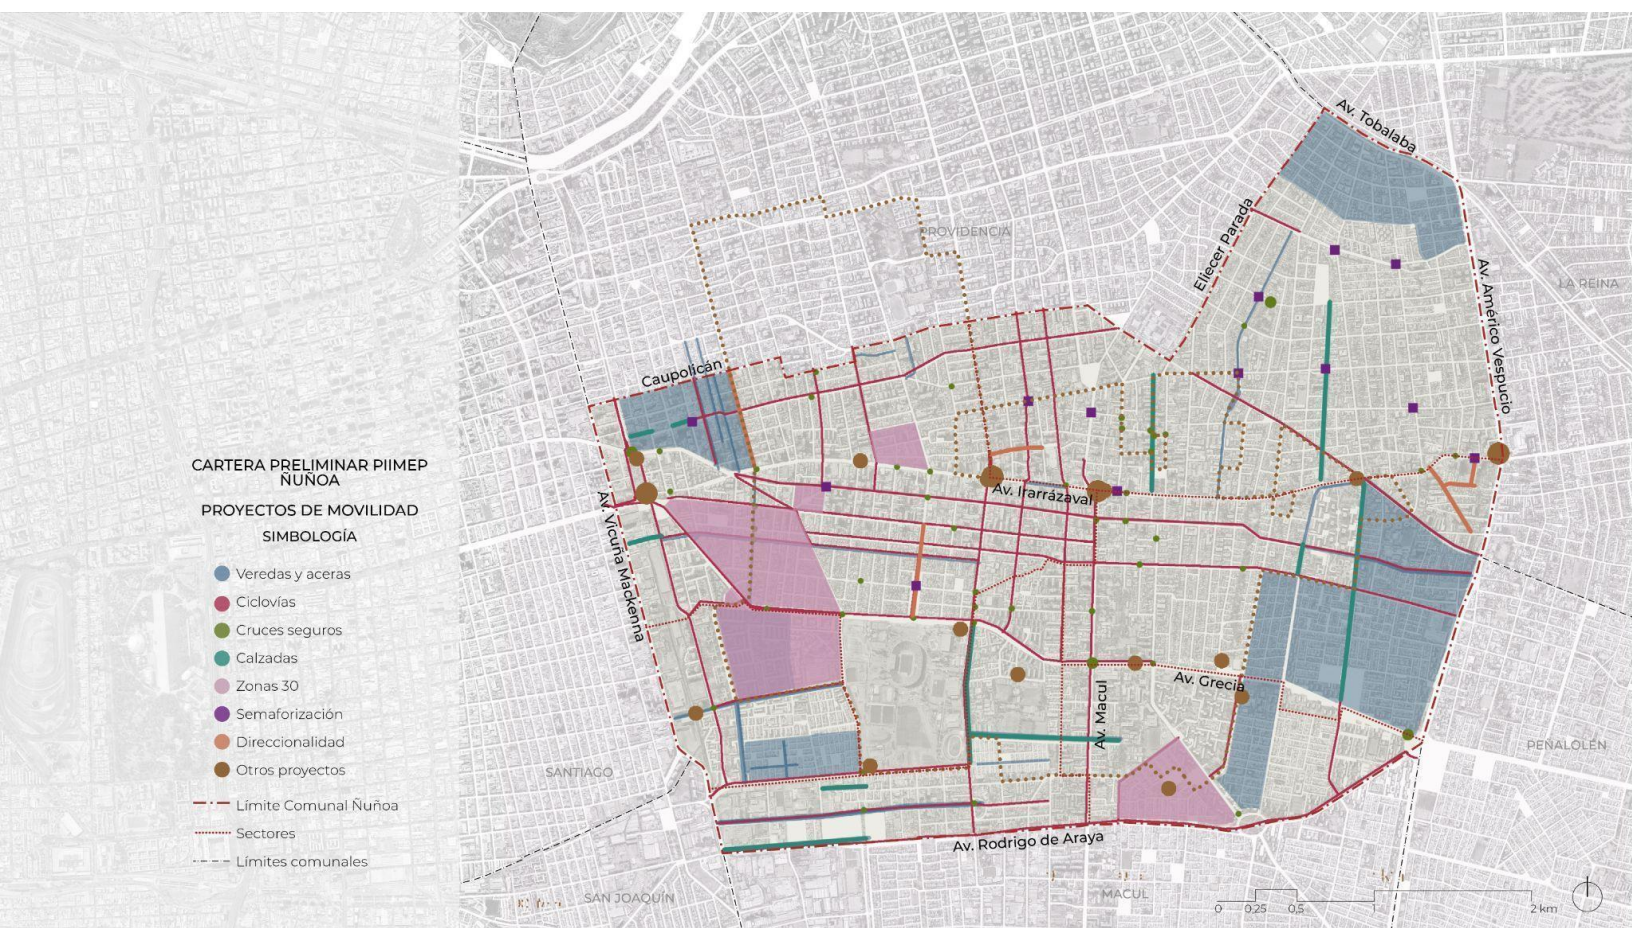 CARTERA PRELIMINAR PIIMEP
ÑUÑOA
PROYECTOS DE MOVILIDAD
SIMBOLOGÍA
Veredas y aceras
Ciclovías
Cruces seguros
Calzadas
Zonas 30
Semaforización
Direccionalidad
Otros proyectos
Límite Comunal Ñuñoa
Sectores
Límites comunales
Av. Tobalaba
PROVIDENCIA
Eliecer Parada
LA REINA
Av. Américo Vespucio
Caupolicán
Av. Irarrázaval
Av. Vicuña Mackenna
Av. Grecia
Av. Macul
PEÑALOLÉN
SANTIAGO
Av. Rodrigo de Araya
SAN JOAQUÍN
MACUL
0 0,25 0,5 1 2 km